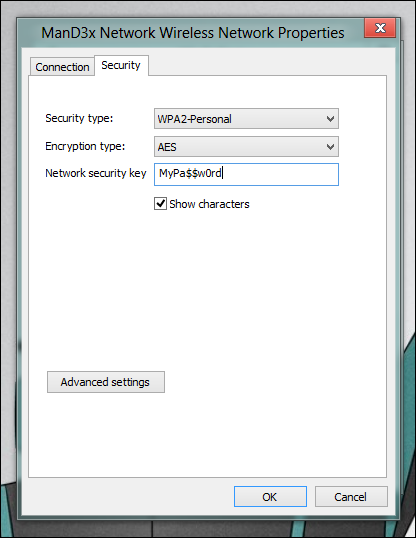 ManD3x Network Wireless Network Properties
Connection
Security
Security type:
WPA2-Personal
Encryption type:
AES
Network security key
MyPa$$w0rd
Show characters
Advanced settings
OK
Cancel